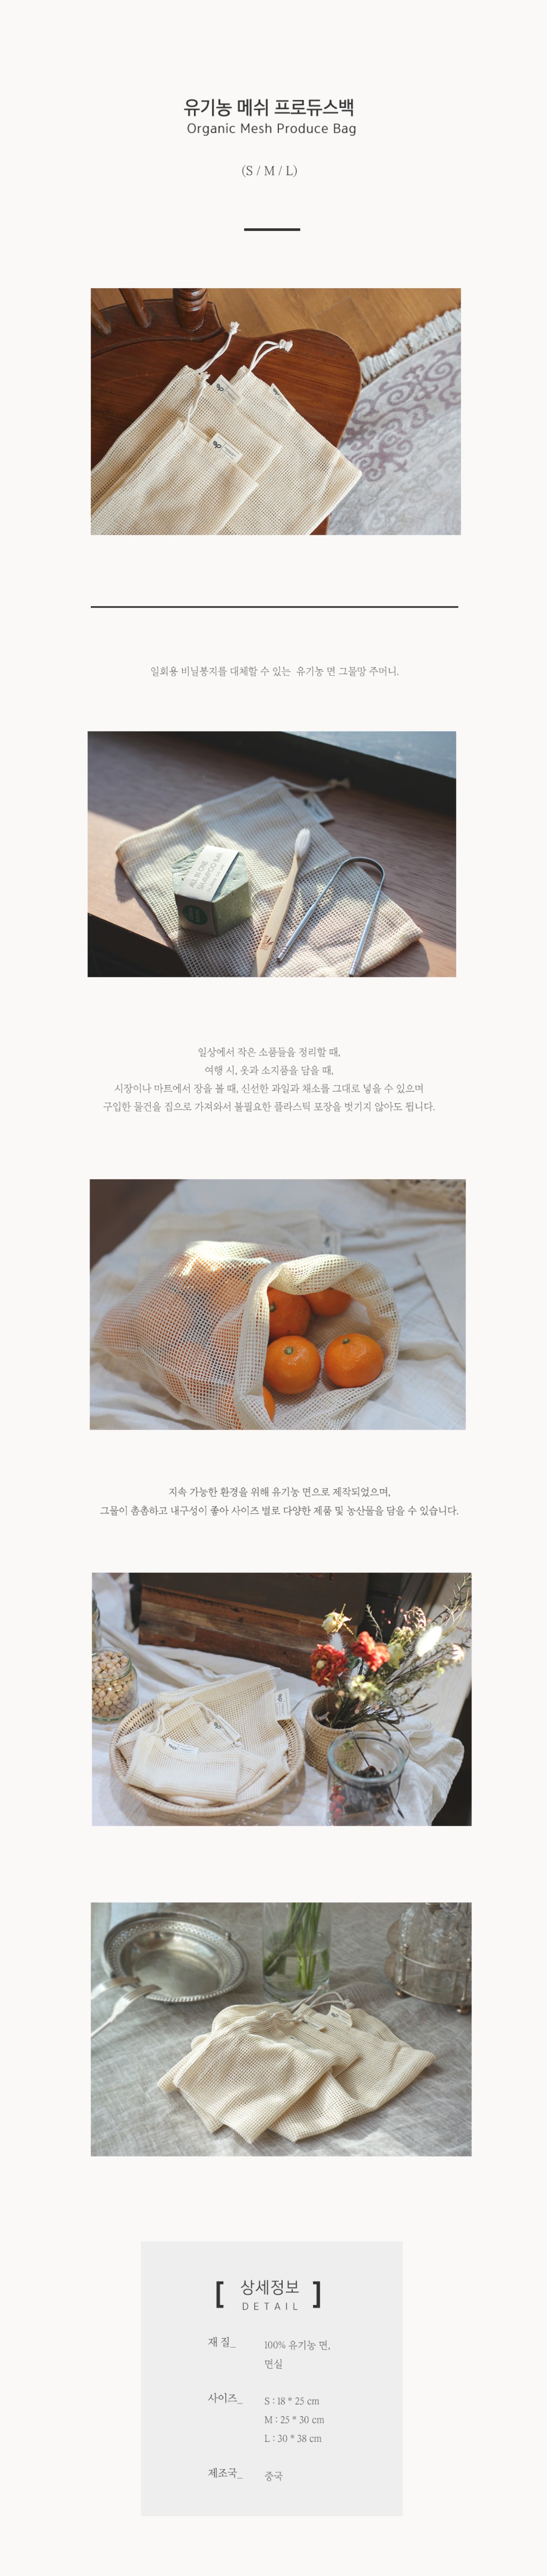 유기농 메쉬 프로듀스백
Organic Mesh Produce Bag
(S / M / L)
일회용 비닐봉지를 대체할 수 있는 유기농 면 그물망 주머니.
ALL IN ONE
SHAMPOO BAR
일상에서 작은 소품들을 정리할 때,
여행 시, 옷과 소지품을 담을 때,
시장이나 마트에서 장을 볼 때, 신선한 과일과 채소를 그대로 넣을 수 있으며
구입한 물건을 집으로 가져와서 불필요한 플라스틱 포장을 벗기지 않아도 됩니다.
지속 가능한 환경을 위해 유기농 면으로 제작되었으며,
그물이 촘촘하고 내구성이 좋아 사이즈 별로 다양한 제품 및 농산물을 담을 수 있습니다.
[ 상세정보 ]
DETAIL
재 질_ 100% 유기농 면,
면실
사이즈_ S : 18 * 25 cm
M : 25 * 30 cm
L : 30 * 38 cm
제조국_ 중국